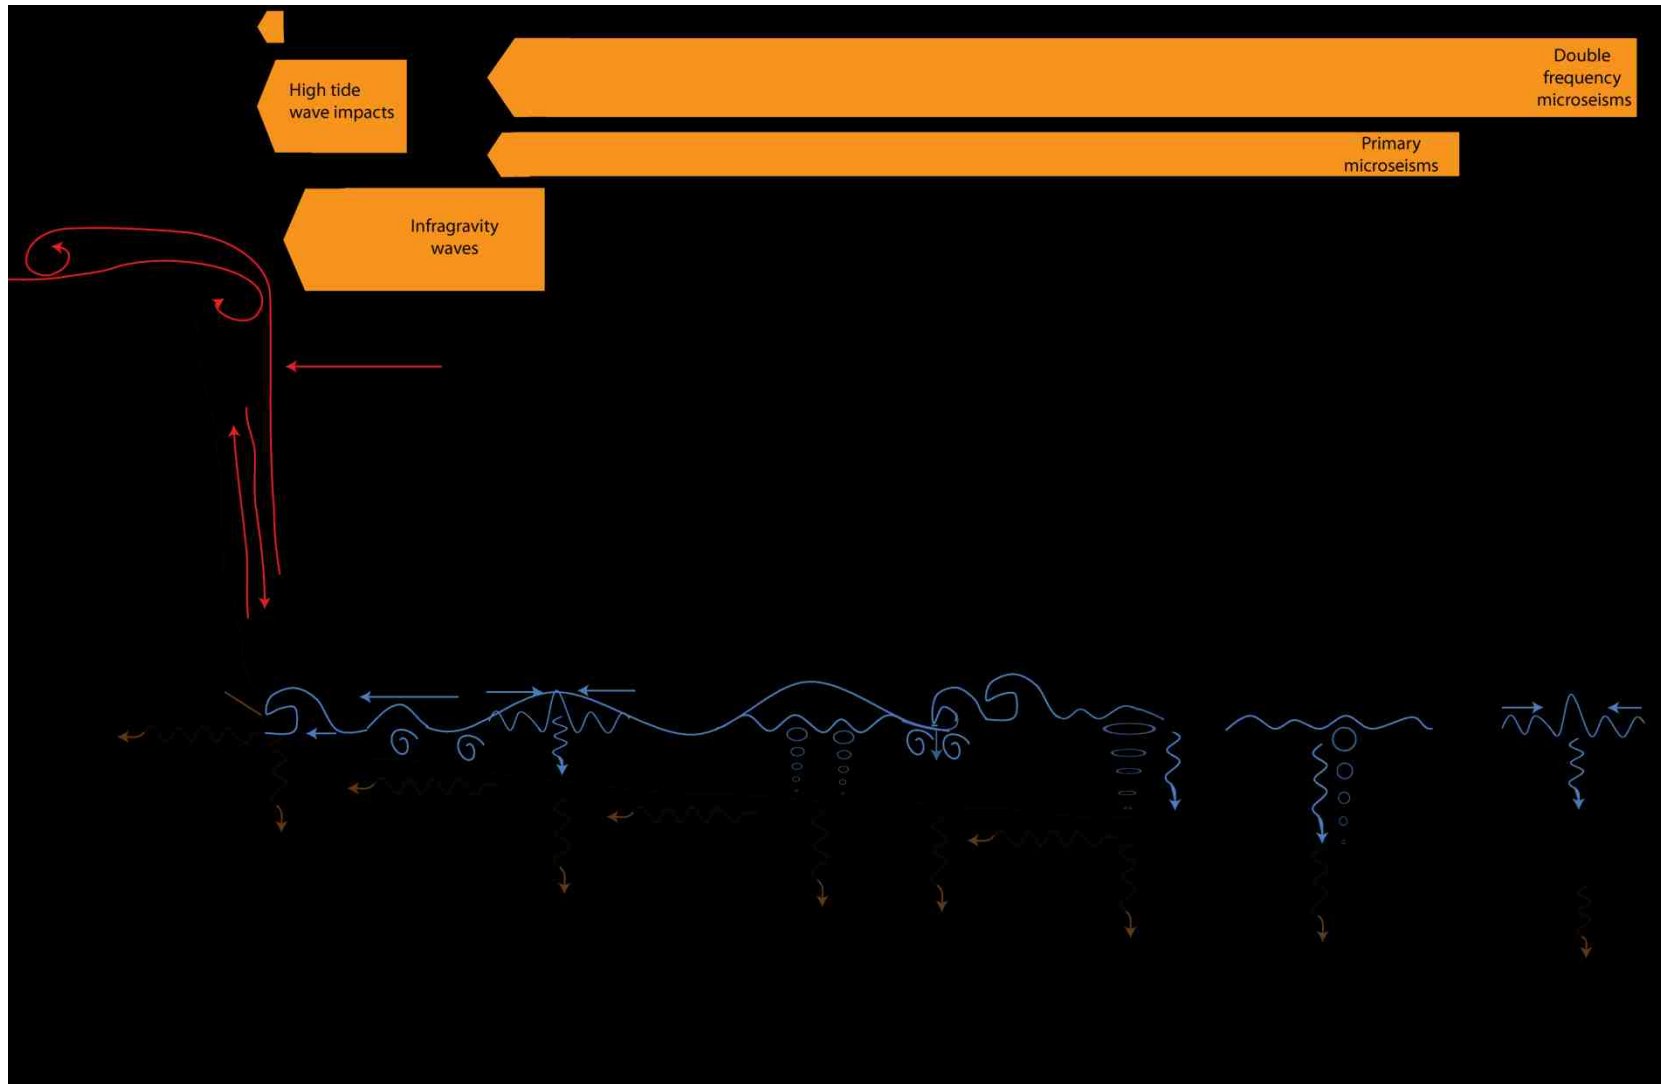 Double
frequency
microseisms
High tide
wave impacts
Primary
microseisms
Infragravity
waves